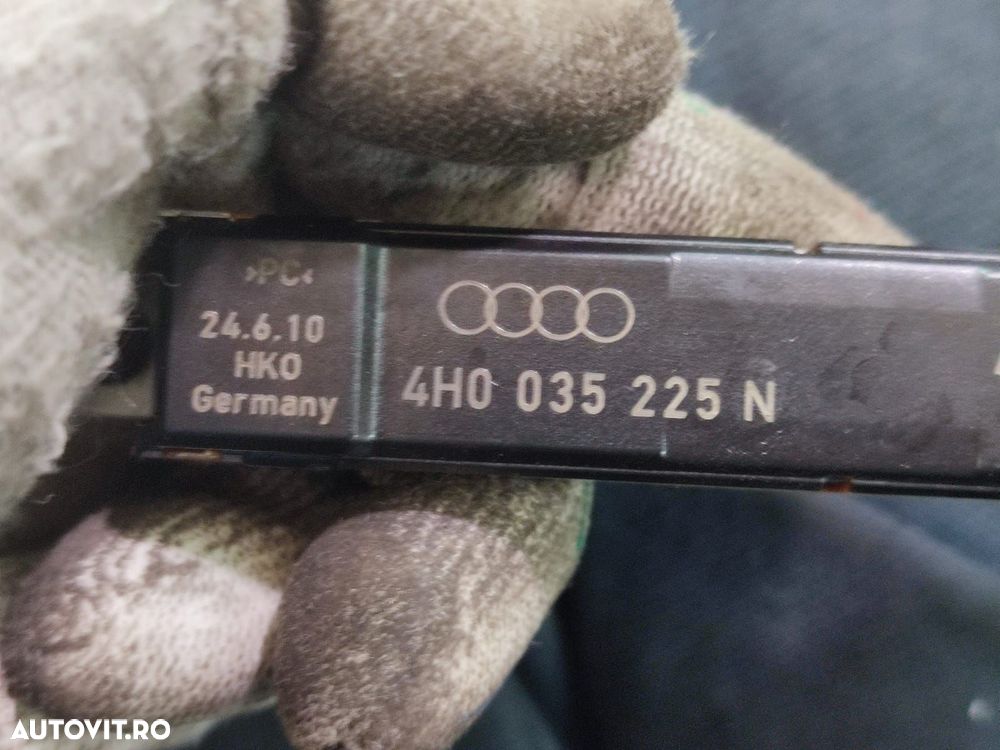 ›PC‹
24.6.10
HKO
Germany
4H0 035 225 N
AUTOVIT.RO